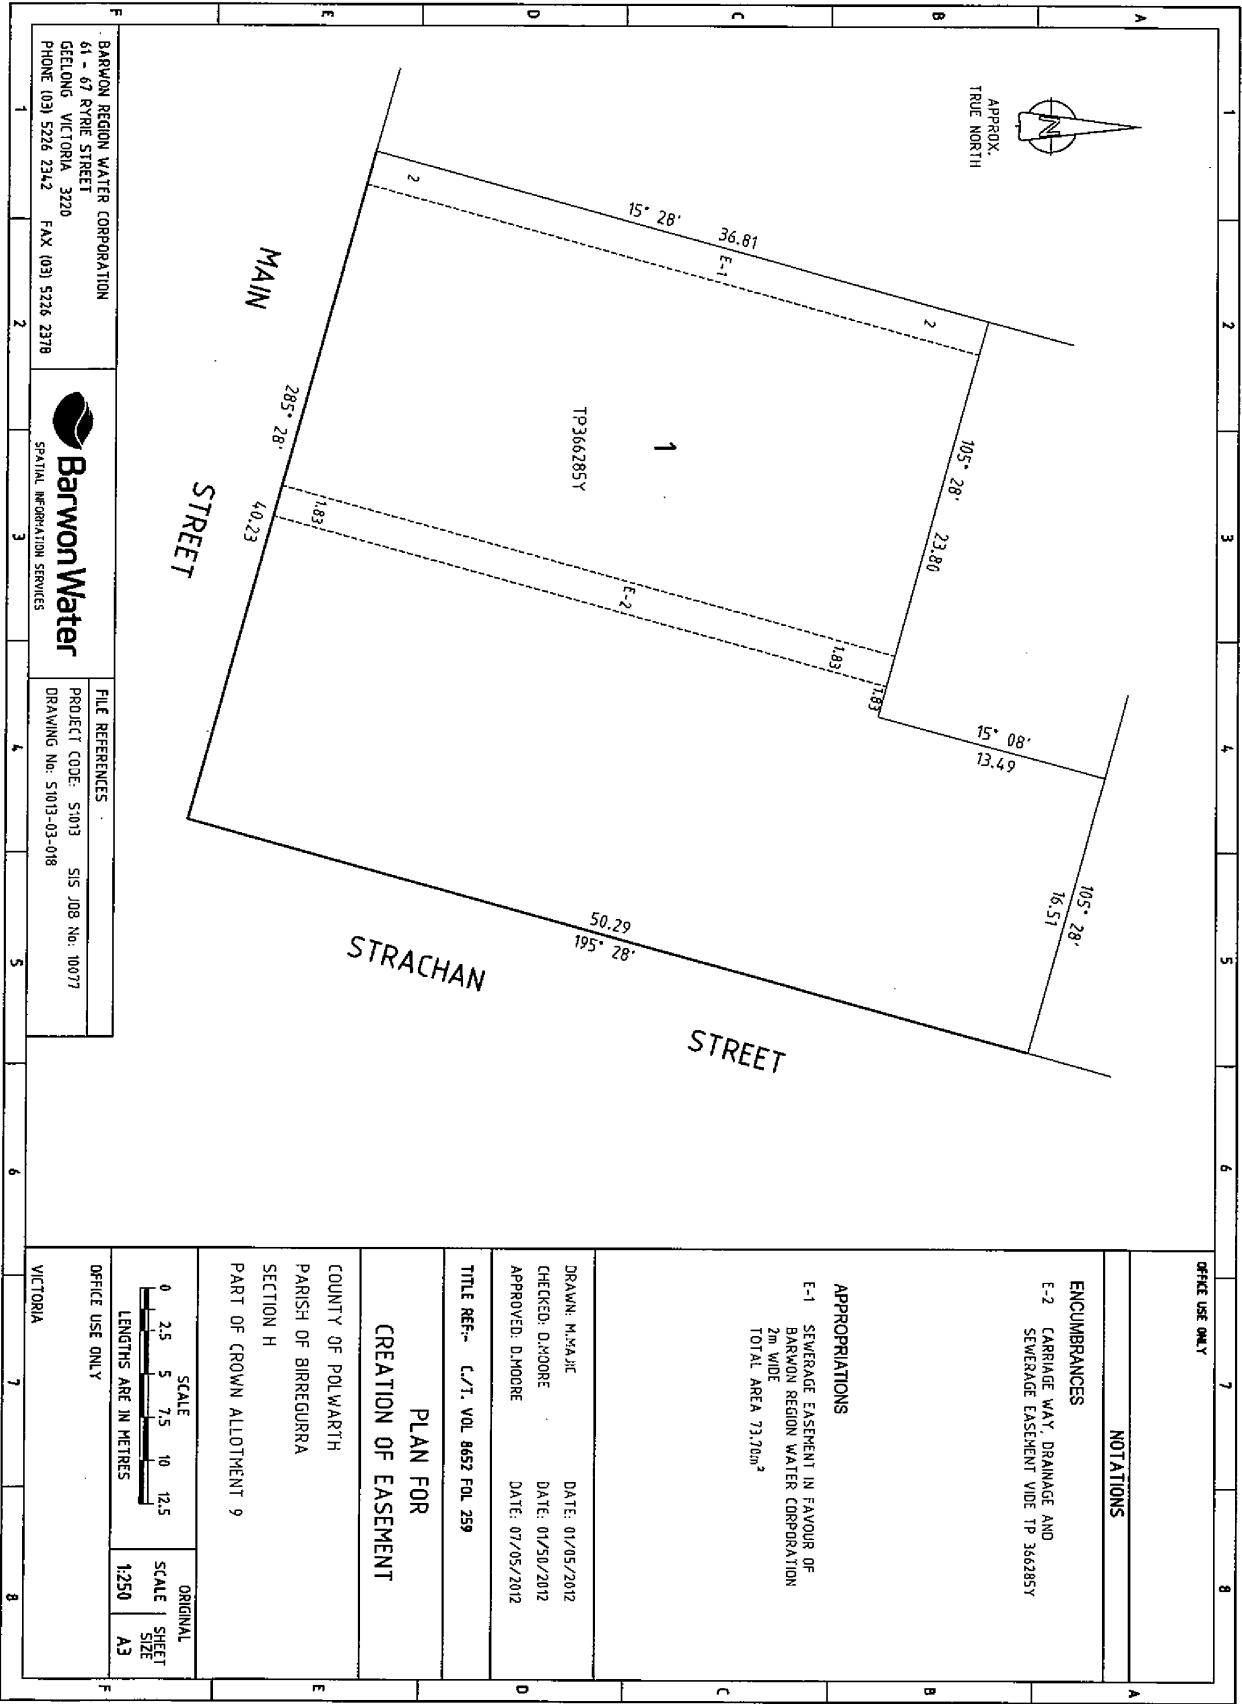 1 2 3 4 5 6 7 8
A
B
C
D
E
F
A
B
C
D
E
F
1 2 3 4 5 6 7 8
APPROX.
TRUE NORTH
N
15° 28'
36.81
2
E-1
2
105° 28'
23.80
1
TP366285Y
1.83
E-2
1.83
1.83
15° 08'
13.49
105° 28'
16.51
50.29
195° 28'
285° 28'
40.23
MAIN
STREET
STRACHAN
STREET
OFFICE USE ONLY
NOTATIONS
ENCUMBRANCES
E-2 CARRIAGE WAY, DRAINAGE AND
SEWERAGE EASEMENT VIDE TP 366285Y
APPROPRIATIONS
E-1 SEWERAGE EASEMENT IN FAVOUR OF
BARWON REGION WATER CORPORATION
2m WIDE
TOTAL AREA 73.70m²
DRAWN: M.MAJIC DATE: 01/05/2012
CHECKED: D.MOORE DATE: 01/50/2012
APPROVED: D.MOORE DATE: 07/05/2012
TITLE REF:- C./T. VOL 8652 FOL 259
PLAN FOR
CREATION OF EASEMENT
COUNTY OF POLWARTH
PARISH OF BIRREGURRA
SECTION H
PART OF CROWN ALLOTMENT 9
SCALE
0 2.5 5 7.5 10 12.5
LENGTHS ARE IN METRES
ORIGINAL
SCALE
SHEET
SIZE
1:250
A3
OFFICE USE ONLY
VICTORIA
BARWON REGION WATER CORPORATION
61 - 67 RYRIE STREET
GEELONG VICTORIA 3220
PHONE (03) 5226 2342 FAX (03) 5226 2378
BarwonWater
SPATIAL INFORMATION SERVICES
FILE REFERENCES
PROJECT CODE: S1013 SIS JOB No: 10077
DRAWING No: S1013-03-018